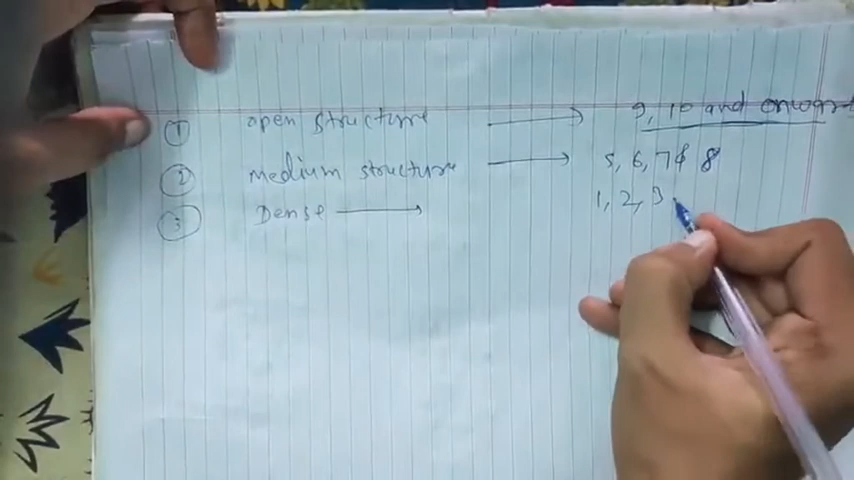 ① open structure → 9, 10 and onward
② medium structure → 5, 6, 7 & 8
③ Dense → 1, 2, 3